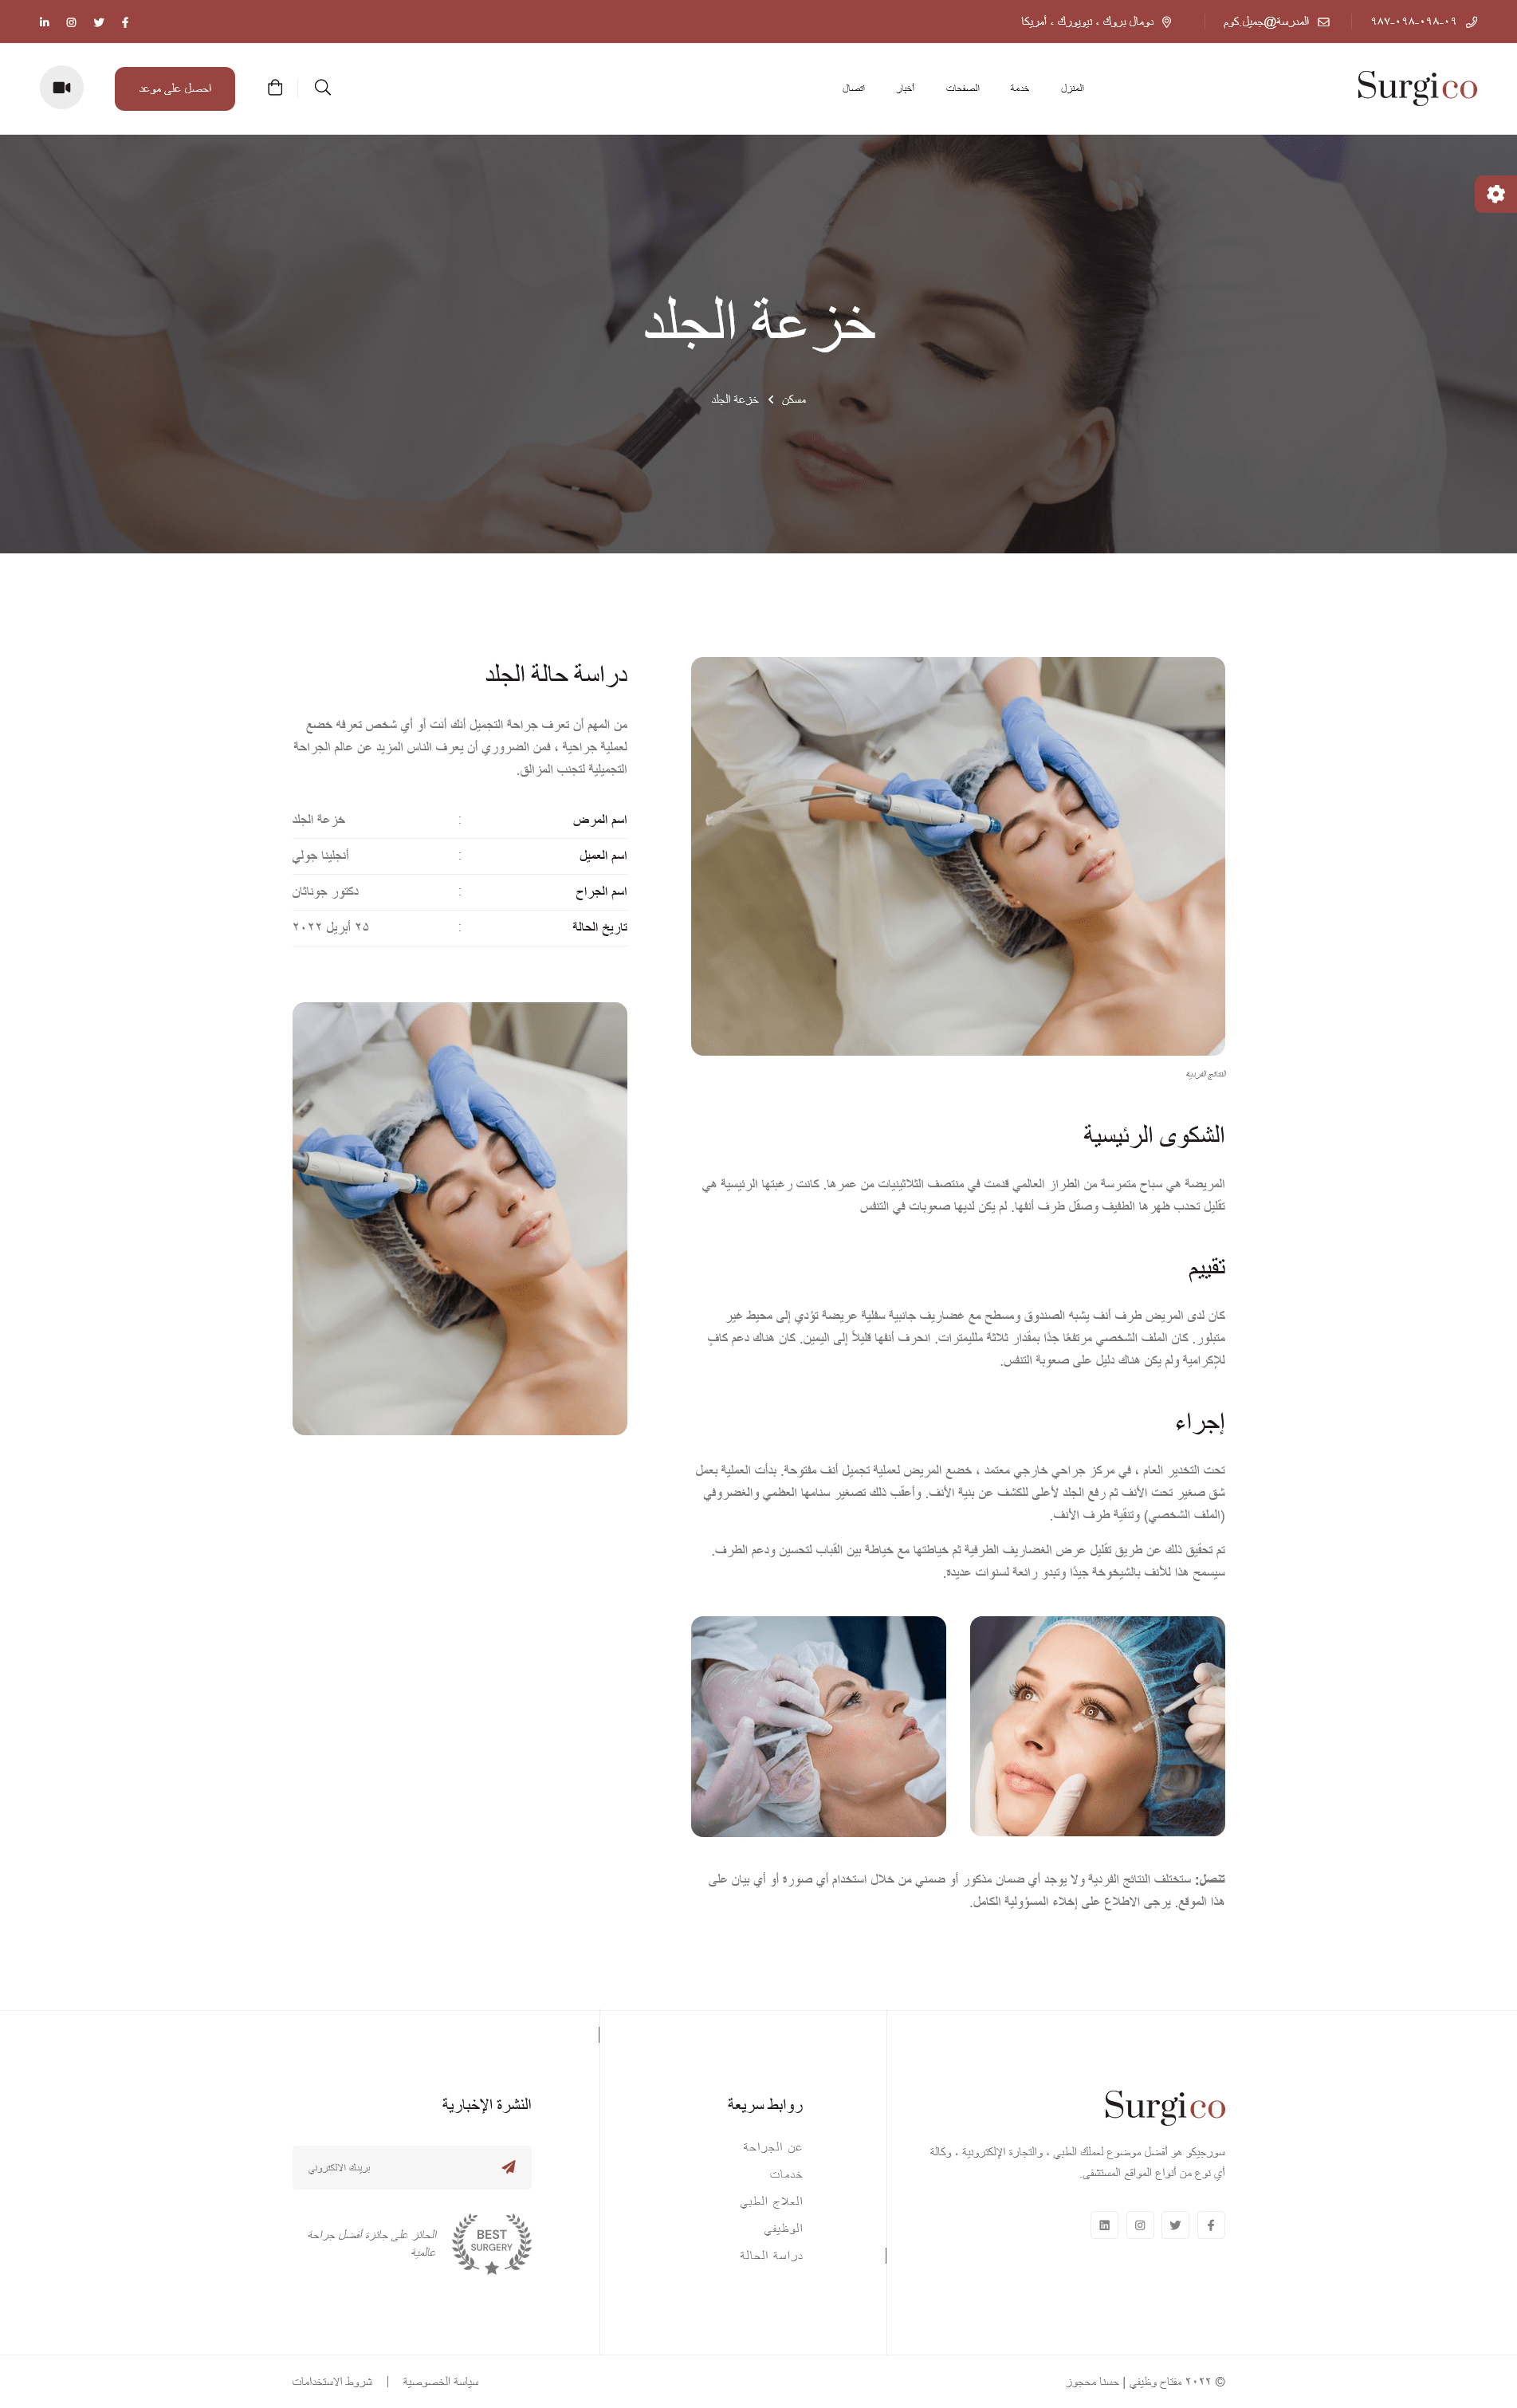 ٠٩-٠٩٨-٠٩٨-٩٨٧
المدرسة@جميل.كوم
نومال بروك ، نيويورك ، أمريكا
Surgico
المنزل
خدمة
الصفحات
أخبار
اتصال
احصل على موعد
خزعة الجلد
مسكن
خزعة الجلد
النتائج الفردية
الشكوى الرئيسية
المريضة هي سباح متمرسة من الطراز العالمي قدمت في منتصف الثلاثينيات من عمرها. كانت رغبتها الرئيسية هي
تقليل تحدب ظهرها الطفيف وصقل طرف أنفها. لم يكن لديها صعوبات في التنفس
تقييم
كان لدى المريض طرف أنف يشبه الصندوق ومسطح مع غضاريف جانبية سفلية عريضة تؤدي إلى محيط غير
متبلور. كان الملف الشخصي مرتفعًا جدًا بمقدار ثلاثة ملليمترات. انحرف أنفها قليلاً إلى اليمين. كان هناك دعم كافٍ
للإكرامية ولم يكن هناك دليل على صعوبة التنفس.
إجراء
تحت التخدير العام ، في مركز جراحي خارجي معتمد ، خضع المريض لعملية تجميل أنف مفتوحة. بدأت العملية بعمل
شق صغير تحت الأنف ثم رفع الجلد لأعلى للكشف عن بنية الأنف. وأعقب ذلك تصغير سنامها العظمي والغضروفي
(الملف الشخصي) وتنقية طرف الأنف.
تم تحقيق ذلك عن طريق تقليل عرض الغضاريف الطرفية ثم خياطتها مع خياطة بين القباب لتحسين ودعم الطرف.
سيسمح هذا للأنف بالشيخوخة جيدًا وتبدو رائعة لسنوات عديدة.
تنصل: ستختلف النتائج الفردية ولا يوجد أي ضمان مذكور أو ضمني من خلال استخدام أي صورة أو أي بيان على
هذا الموقع. يرجى الاطلاع على إخلاء المسؤولية الكامل.
دراسة حالة الجلد
من المهم أن تعرف جراحة التجميل أنك أنت أو أي شخص تعرفه خضع
لعملية جراحية ، فمن الضروري أن يعرف الناس المزيد عن عالم الجراحة
التجميلية لتجنب المزالق.
اسم المرض : خزعة الجلد
اسم العميل : أنجلينا جولي
اسم الجراح : دكتور جوناثان
تاريخ الحالة : ٢٥ أبريل ٢٠٢٢
Surgico
سورجيكو هو أفضل موضوع لعملك الطبي ، والتجارة الإلكترونية ، وكالة
أي نوع من أنواع المواقع المستشفى.
روابط سريعة
عن الجراحة
خدمات
العلاج الطبي
الوظيفي
دراسة الحالة
النشرة الإخبارية
بريدك الالكتروني
BEST
SURGERY
الحائز على جائزة أفضل جراحة
عالمية
© ٢٠٢٢ مفتاح وظيفي | حسنا محجوز
سياسة الخصوصية | شروط الاستخدامات